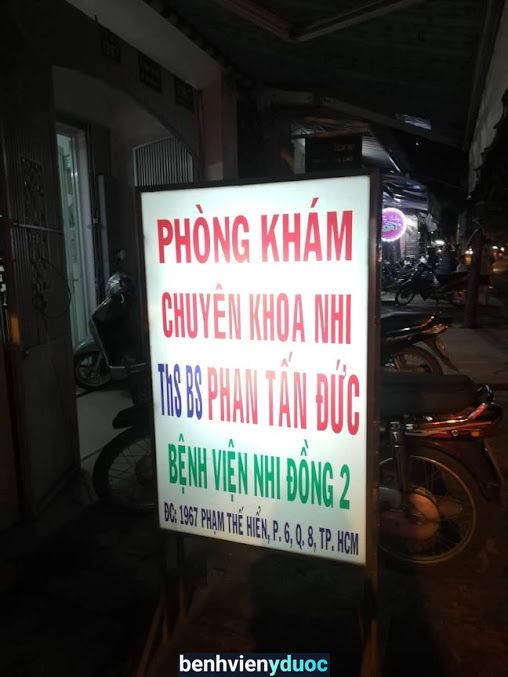 PHÒNG KHÁM
CHUYÊN KHOA NHI
ThS BS PHAN TẤN ĐỨC
BỆNH VIỆN NHI ĐỒNG 2
ĐC: 1967 PHẠM THẾ HIỂN, P. 6, Q. 8, TP. HCM
benhvienyduoc